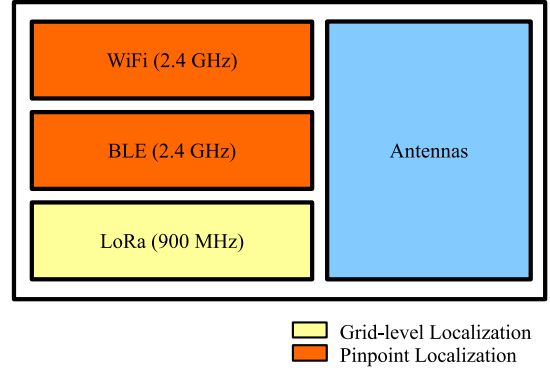 WiFi (2.4 GHz)
BLE (2.4 GHz)
Antennas
LoRa (900 MHz)
Grid-level Localization
Pinpoint Localization